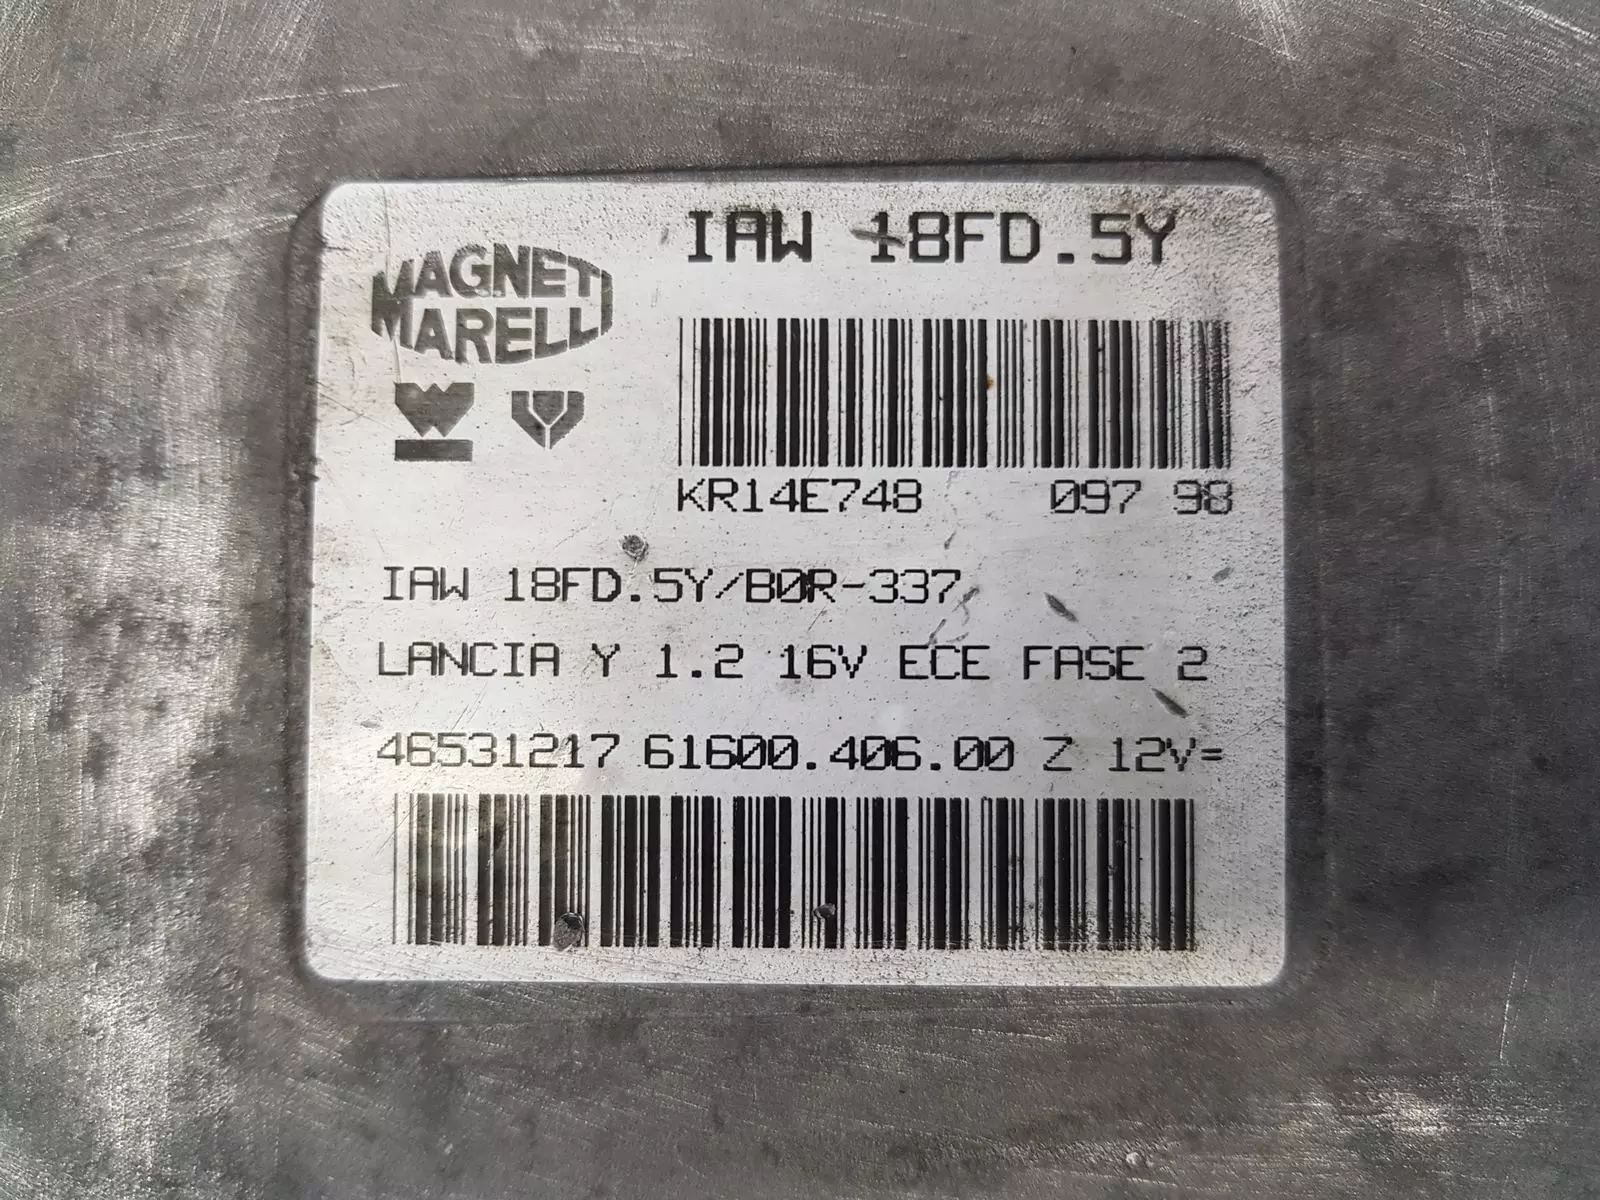 IAW 18FD.5Y
MAGNETI
MARELLI
KR14E748 097 98
IAW 18FD.5Y/B0R-337
LANCIA Y 1.2 16V ECE FASE 2
46531217 61600.406.00 Z 12V=